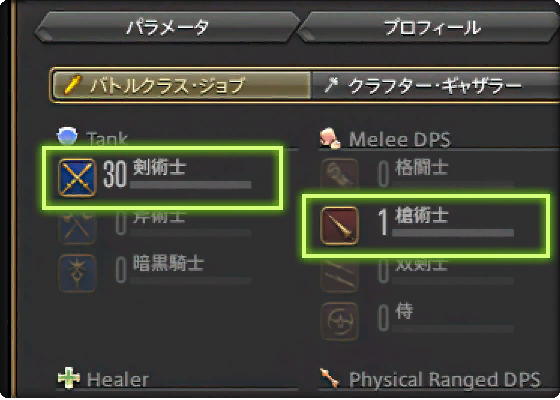 パラメータ
プロフィール
バトルクラス・ジョブ
クラフター・ギャザラー
Tank
30 剣術士
0 斧術士
0 暗黒騎士
Melee DPS
0 格闘士
1 槍術士
0 双剣士
0 侍
Healer
Physical Ranged DPS